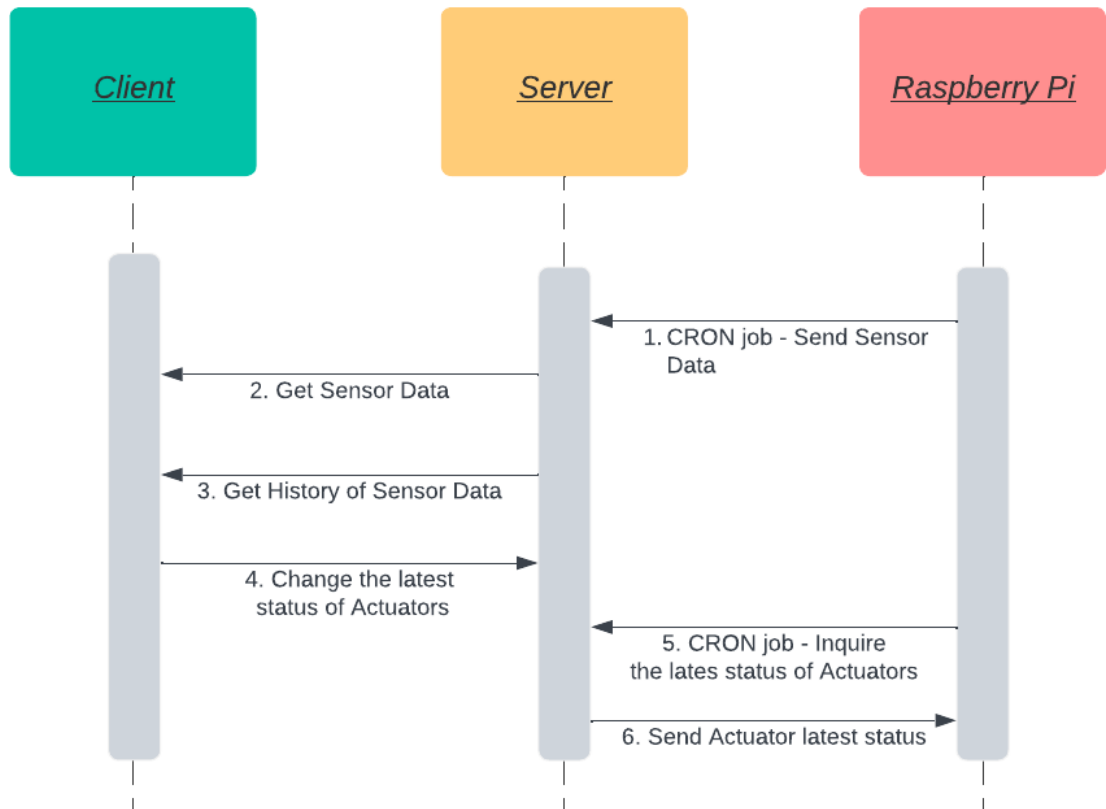 Client
Server
Raspberry Pi
1. CRON job - Send Sensor
Data
2. Get Sensor Data
3. Get History of Sensor Data
4. Change the latest
status of Actuators
5. CRON job - Inquire
the lates status of Actuators
6. Send Actuator latest status